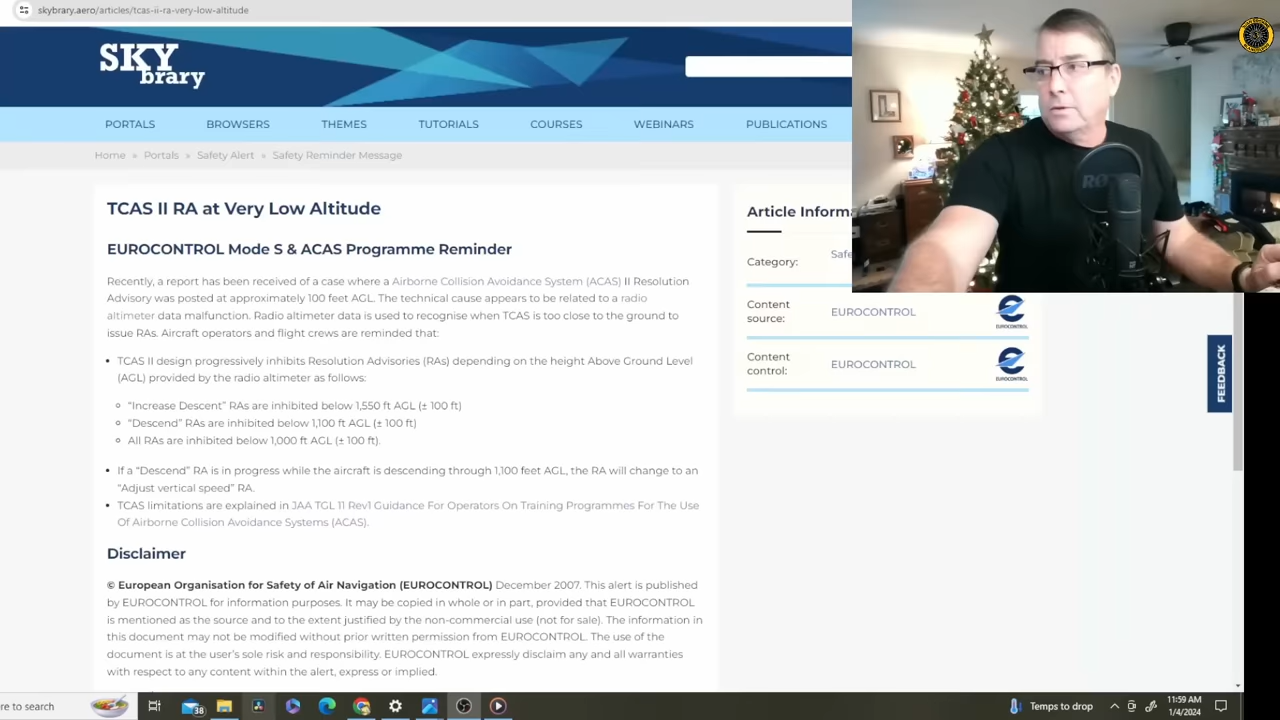 skybrary.aero/articles/tcas-ii-ra-very-low-altitude
SKY
brary
PORTALS
BROWSERS
THEMES
TUTORIALS
COURSES
WEBINARS
PUBLICATIONS
Home » Portals » Safety Alert » Safety Reminder Message
TCAS II RA at Very Low Altitude
EUROCONTROL Mode S & ACAS Programme Reminder
Recently, a report has been received of a case where a Airborne Collision Avoidance System (ACAS) II Resolution
Advisory was posted at approximately 100 feet AGL. The technical cause appears to be related to a radio
altimeter data malfunction. Radio altimeter data is used to recognise when TCAS is too close to the ground to
issue RAs. Aircraft operators and flight crews are reminded that:
• TCAS II design progressively inhibits Resolution Advisories (RAs) depending on the height Above Ground Level
(AGL) provided by the radio altimeter as follows:
“Increase Descent” RAs are inhibited below 1,550 ft AGL (± 100 ft)
“Descend” RAs are inhibited below 1,100 ft AGL (± 100 ft)
All RAs are inhibited below 1,000 ft AGL (± 100 ft).
• If a “Descend” RA is in progress while the aircraft is descending through 1,100 feet AGL, the RA will change to an
“Adjust vertical speed” RA.
• TCAS limitations are explained in JAA TGL 11 Rev1 Guidance For Operators On Training Programmes For The Use
Of Airborne Collision Avoidance Systems (ACAS).
Disclaimer
© European Organisation for Safety of Air Navigation (EUROCONTROL) December 2007. This alert is published
by EUROCONTROL for information purposes. It may be copied in whole or in part, provided that EUROCONTROL
is mentioned as the source and to the extent justified by the non-commercial use (not for sale). The information in
this document may not be modified without prior written permission from EUROCONTROL. The use of the
document is at the user’s sole risk and responsibility. EUROCONTROL expressly disclaim any and all warranties
with respect to any content within the alert, express or implied.
Article Informa
Category:
Safe
Content
source:
EUROCONTROL
EUROCONTROL
Content
control:
EUROCONTROL
EUROCONTROL
FEEDBACK
re to search
38
Temps to drop
11:59 AM
1/4/2024